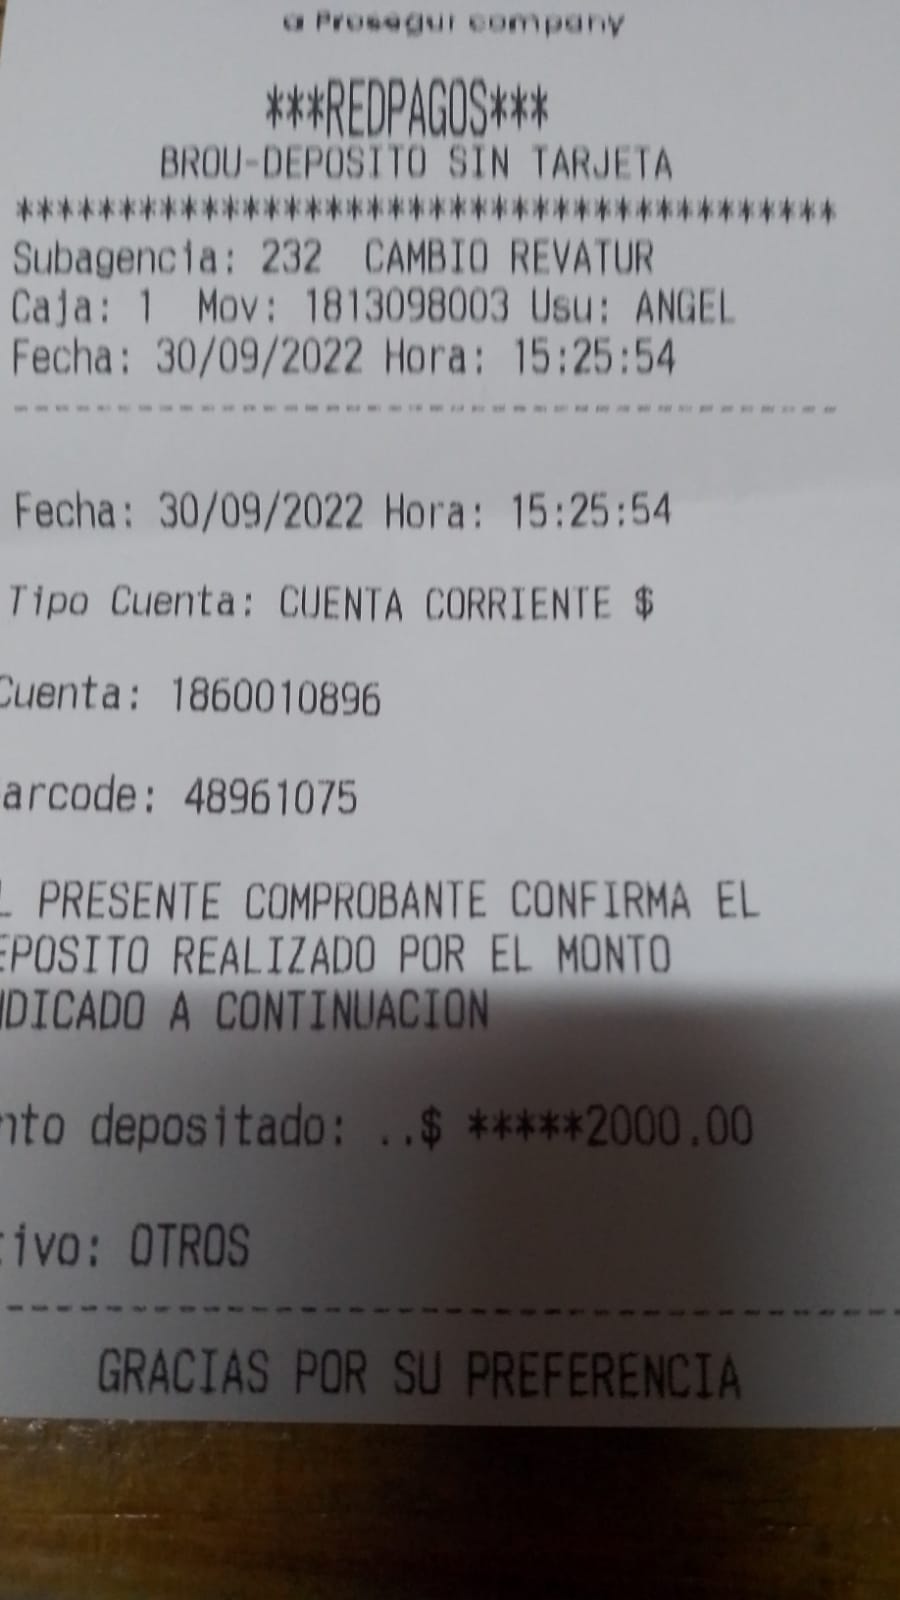 a Prosegur company
***REDPAGOS***
BROU-DEPOSITO SIN TARJETA
****************************************
Subagencia: 232 CAMBIO REVATUR
Caja: 1 Mov: 1813098003 Usu: ANGEL
Fecha: 30/09/2022 Hora: 15:25:54
----------------------------------------
Fecha: 30/09/2022 Hora: 15:25:54
Tipo Cuenta: CUENTA CORRIENTE $
Cuenta: 1860010896
arcode: 48961075
L PRESENTE COMPROBANTE CONFIRMA EL
EPOSITO REALIZADO POR EL MONTO
NDICADO A CONTINUACION
nto depositado: ..$ *****2000.00
tivo: OTROS
----------------------------------------
GRACIAS POR SU PREFERENCIA